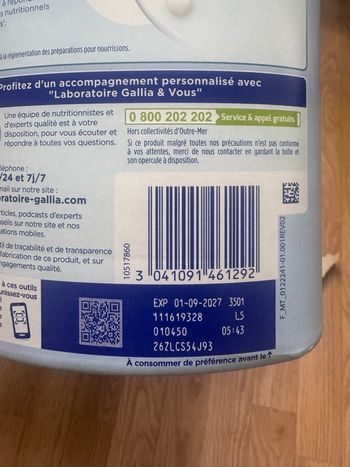 s nutritionnels
à la réglementation des préparations pour nourrissons.
Profitez d'un accompagnement personnalisé avec
"Laboratoire Gallia & Vous"
Une équipe de nutritionnistes et
d'experts qualité est à votre
disposition, pour vous écouter et
répondre à toutes vos questions.
0 800 202 202 Service & appel gratuits
Hors collectivités d'Outre-Mer
Si ce produit malgré toutes nos précautions n'est pas conforme
à vos attentes, merci de nous contacter en gardant la boîte et
son opercule à disposition.
léphone :
/24 et 7j/7
mail sur notre site :
ratoire-gallia.com
rticles, podcasts d'experts
nseils sur notre site et nos
ations mobiles.
til de traçabilité et de transparence
fabrication de ce produit, et sur
ngagements qualité.
à ces outils
unissez-vous
10517860
3 041091 461292
F_MT_0122241-01.001REV02
EXP 01-09-2027 3S01
111619328 LS
010450 05:43
26ZLCS54J93
À consommer de préférence avant le